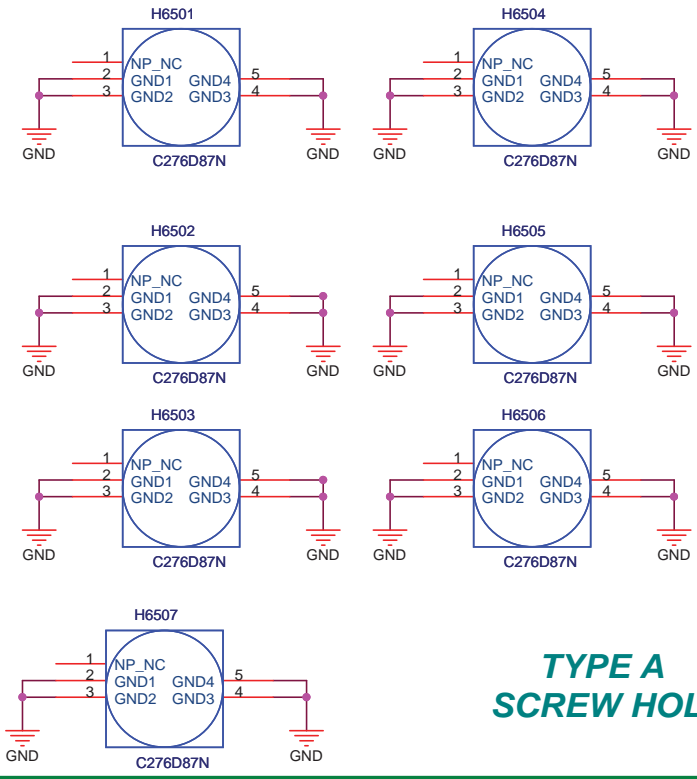 H6501
1 NP_NC
2 GND1 GND4 5
3 GND2 GND3 4
GND GND
C276D87N
H6504
1 NP_NC
2 GND1 GND4 5
3 GND2 GND3 4
GND GND
C276D87N
H6502
1 NP_NC
2 GND1 GND4 5
3 GND2 GND3 4
GND GND
C276D87N
H6505
1 NP_NC
2 GND1 GND4 5
3 GND2 GND3 4
GND GND
C276D87N
H6503
1 NP_NC
2 GND1 GND4 5
3 GND2 GND3 4
GND GND
C276D87N
H6506
1 NP_NC
2 GND1 GND4 5
3 GND2 GND3 4
GND GND
C276D87N
H6507
1 NP_NC
2 GND1 GND4 5
3 GND2 GND3 4
GND GND
C276D87N
TYPE A
SCREW HOL